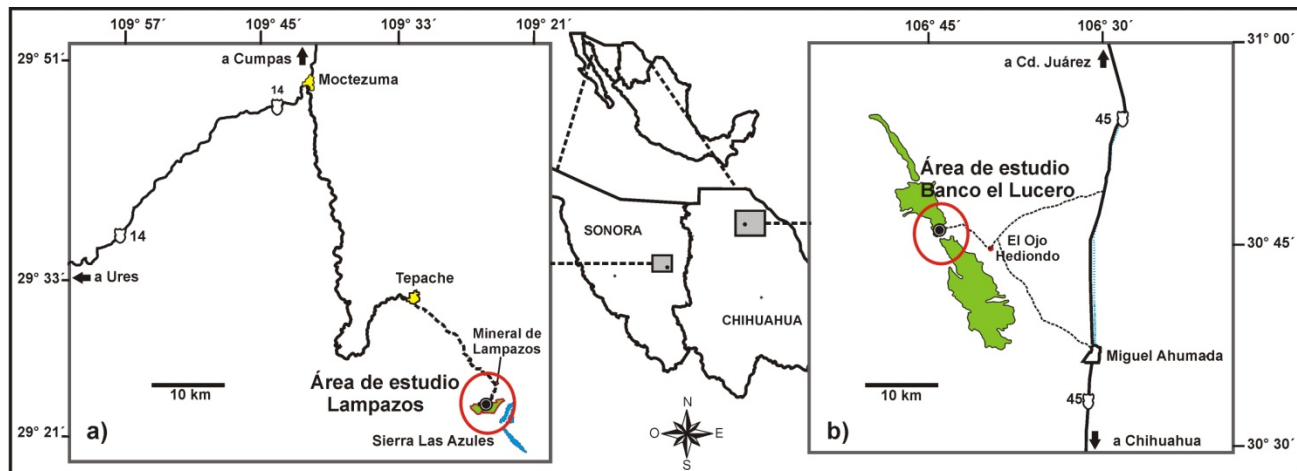 109° 57'
109° 45'
109° 33'
109° 21'
29° 51'
29° 33'
29° 21'
a Cumpas
Moctezuma
14
14
a Ures
Tepache
Mineral de
Lampazos
Área de estudio
Lampazos
10 km
Sierra Las Azules
a)
SONORA
CHIHUAHUA
N
O
E
S
106° 45'
106° 30'
31° 00'
30° 45'
30° 30'
a Cd. Juárez
45
Área de estudio
Banco el Lucero
El Ojo
Hediondo
Miguel Ahumada
10 km
45
b)
a Chihuahua